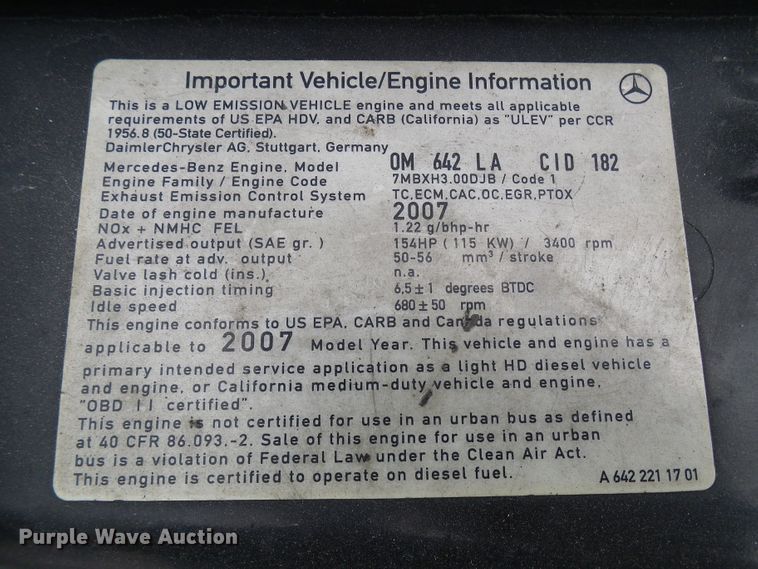 Important Vehicle/Engine Information
This is a LOW EMISSION VEHICLE engine and meets all applicable
requirements of US EPA HDV, and CARB (California) as "ULEV" per CCR
1956.8 (50-State Certified).
DaimlerChrysler AG, Stuttgart, Germany
Mercedes-Benz Engine, Model OM 642 LA CID 182
Engine Family / Engine Code 7MBXH3.00DJB / Code 1
Exhaust Emission Control System TC,ECM,CAC,OC,EGR,PTOX
Date of engine manufacture 2007
NOx + NMHC FEL 1.22 g/bhp-hr
Advertised output (SAE gr.) 154HP (115 KW) / 3400 rpm
Fuel rate at adv. output 50-56 mm³ / stroke
Valve lash cold (ins.) n.a.
Basic injection timing 6,5±1 degrees BTDC
Idle speed 680±50 rpm
This engine conforms to US EPA, CARB and Canada regulations
applicable to 2007 Model Year. This vehicle and engine has a
primary intended service application as a light HD diesel vehicle
and engine, or California medium-duty vehicle and engine,
"OBD II certified".
This engine is not certified for use in an urban bus as defined
at 40 CFR 86.093.-2. Sale of this engine for use in an urban
bus is a violation of Federal Law under the Clean Air Act.
This engine is certified to operate on diesel fuel. A 642 221 17 01
Purple Wave Auction